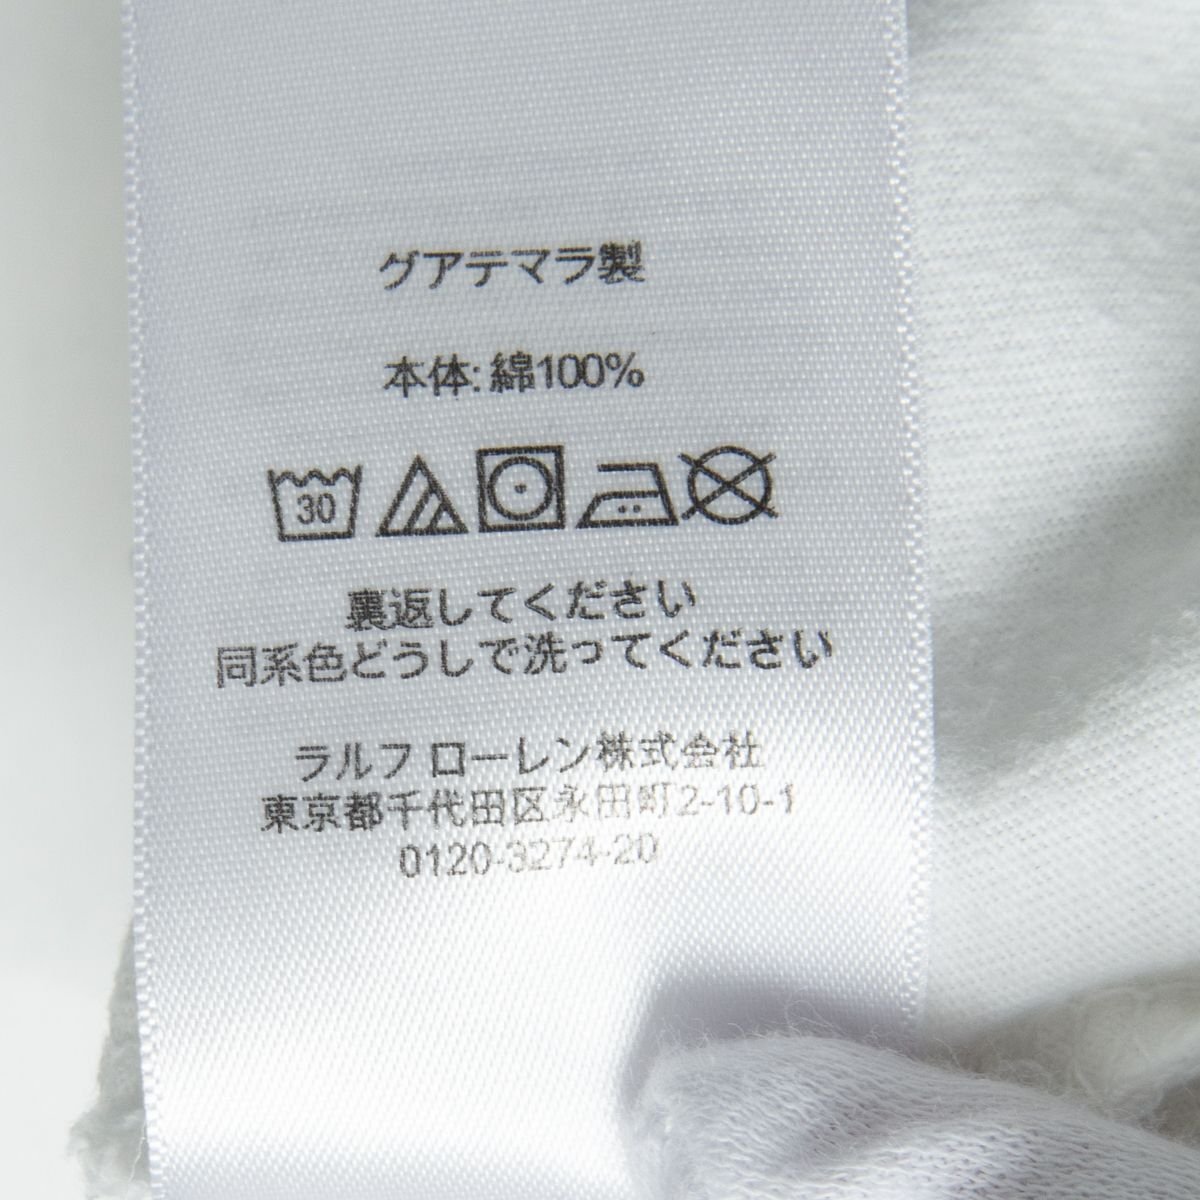 グアテマラ製
本体: 綿100%
30
裏返してください
同系色どうしで洗ってください
ラルフ ローレン株式会社
東京都千代田区永田町2-10-1
0120-3274-20